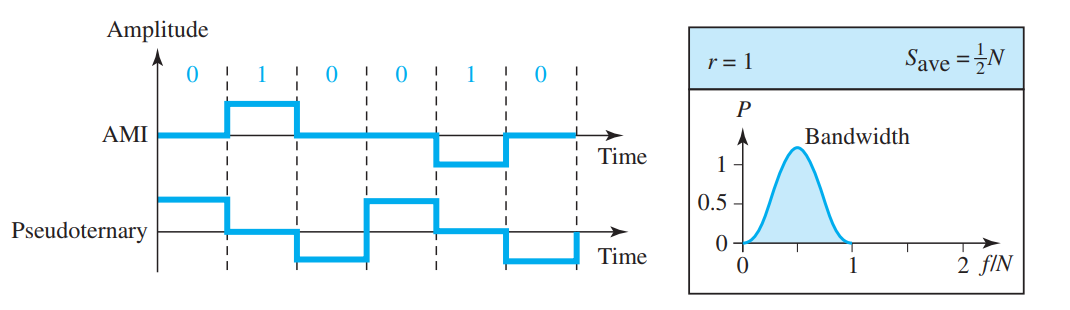 Amplitude
0 1 0 0 1 0
AMI
Time
Pseudoternary
Time
r = 1
Save = 1/2 N
P
Bandwidth
1
0.5
0
0 1 2 f/N